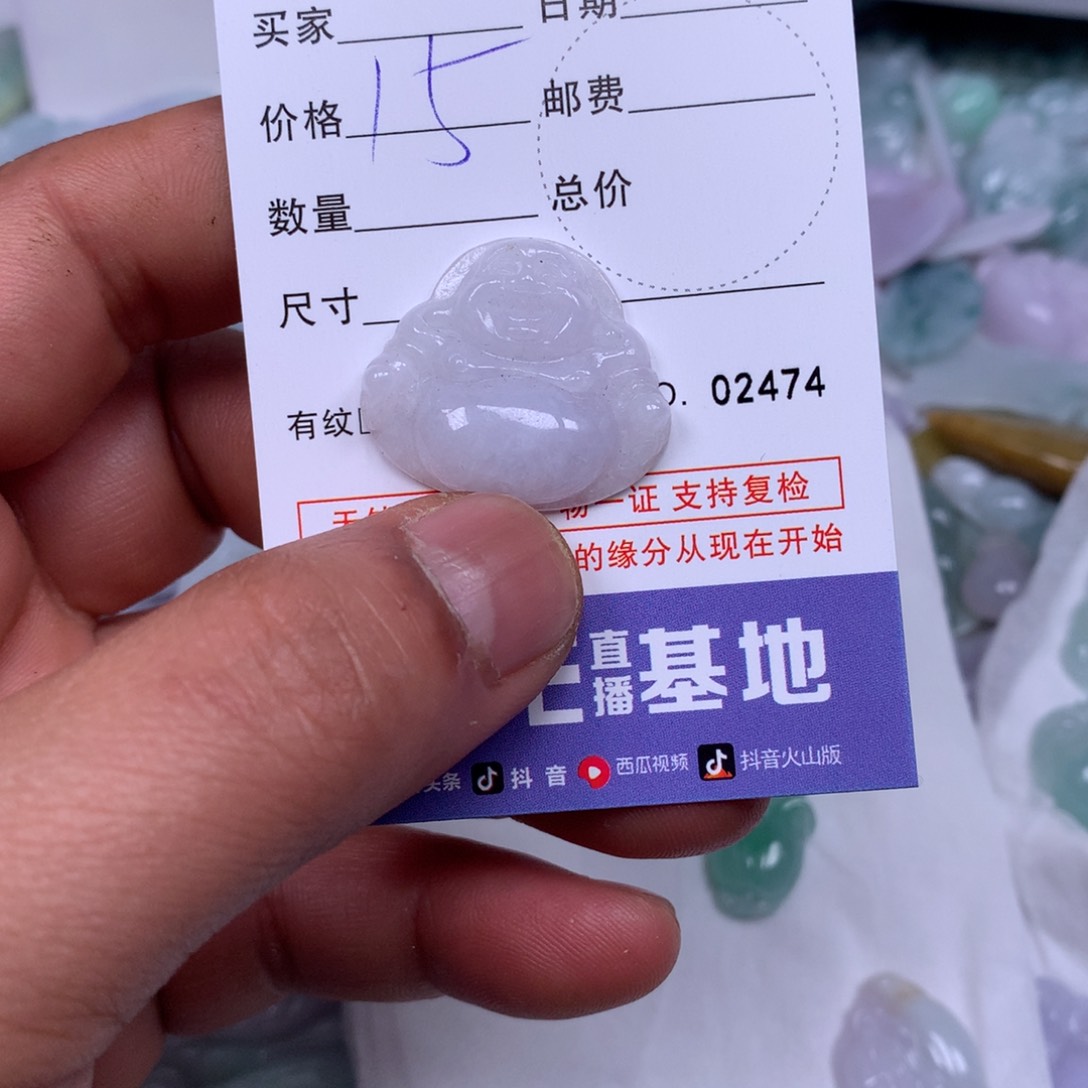 买家 日期
价格 15 邮费
数量 总价
尺寸
有纹 O. 02474
一证 支持复检
的缘分从现在开始
直播基地
头条 抖音 西瓜视频 抖音火山版